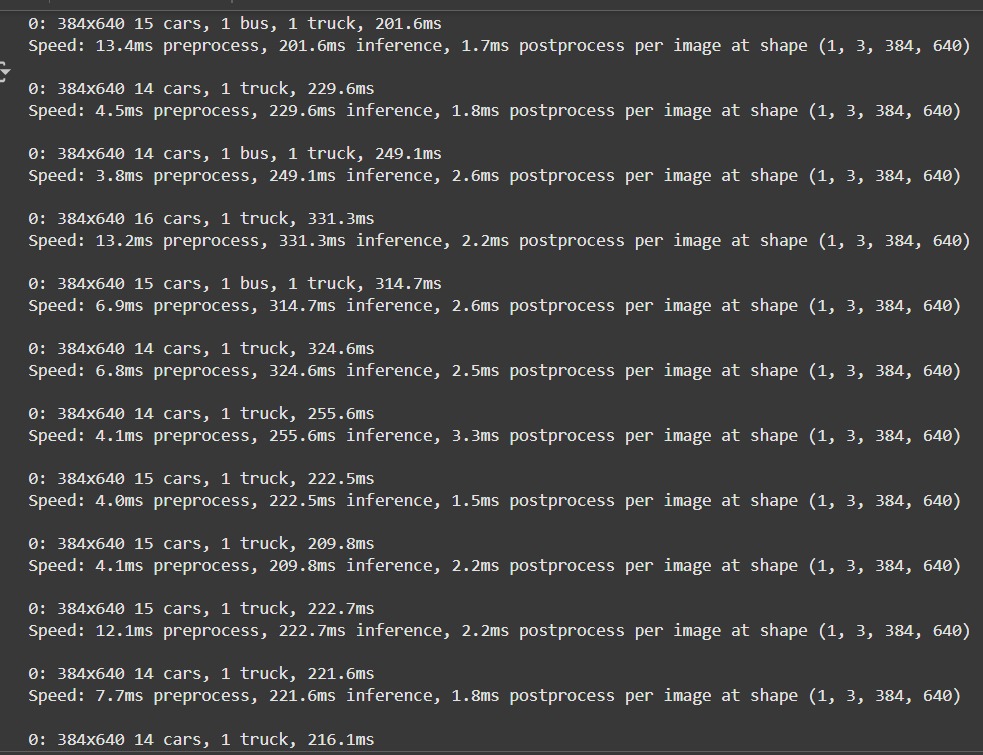 0: 384x640 15 cars, 1 bus, 1 truck, 201.6ms
Speed: 13.4ms preprocess, 201.6ms inference, 1.7ms postprocess per image at shape (1, 3, 384, 640)
0: 384x640 14 cars, 1 truck, 229.6ms
Speed: 4.5ms preprocess, 229.6ms inference, 1.8ms postprocess per image at shape (1, 3, 384, 640)
0: 384x640 14 cars, 1 bus, 1 truck, 249.1ms
Speed: 3.8ms preprocess, 249.1ms inference, 2.6ms postprocess per image at shape (1, 3, 384, 640)
0: 384x640 16 cars, 1 truck, 331.3ms
Speed: 13.2ms preprocess, 331.3ms inference, 2.2ms postprocess per image at shape (1, 3, 384, 640)
0: 384x640 15 cars, 1 bus, 1 truck, 314.7ms
Speed: 6.9ms preprocess, 314.7ms inference, 2.6ms postprocess per image at shape (1, 3, 384, 640)
0: 384x640 14 cars, 1 truck, 324.6ms
Speed: 6.8ms preprocess, 324.6ms inference, 2.5ms postprocess per image at shape (1, 3, 384, 640)
0: 384x640 14 cars, 1 truck, 255.6ms
Speed: 4.1ms preprocess, 255.6ms inference, 3.3ms postprocess per image at shape (1, 3, 384, 640)
0: 384x640 15 cars, 1 truck, 222.5ms
Speed: 4.0ms preprocess, 222.5ms inference, 1.5ms postprocess per image at shape (1, 3, 384, 640)
0: 384x640 15 cars, 1 truck, 209.8ms
Speed: 4.1ms preprocess, 209.8ms inference, 2.2ms postprocess per image at shape (1, 3, 384, 640)
0: 384x640 15 cars, 1 truck, 222.7ms
Speed: 12.1ms preprocess, 222.7ms inference, 2.2ms postprocess per image at shape (1, 3, 384, 640)
0: 384x640 14 cars, 1 truck, 221.6ms
Speed: 7.7ms preprocess, 221.6ms inference, 1.8ms postprocess per image at shape (1, 3, 384, 640)
0: 384x640 14 cars, 1 truck, 216.1ms